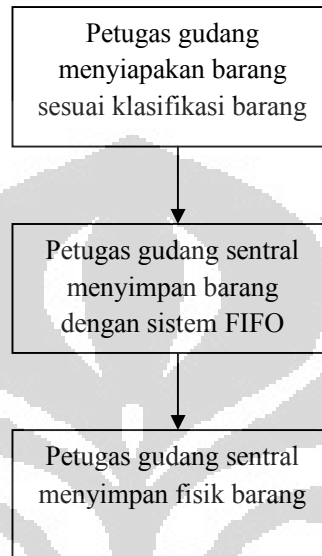 Petugas gudang
menyiapakan barang
sesuai klasifikasi barang
Petugas gudang sentral
menyimpan barang
dengan sistem FIFO
Petugas gudang sentral
menyimpan fisik barang